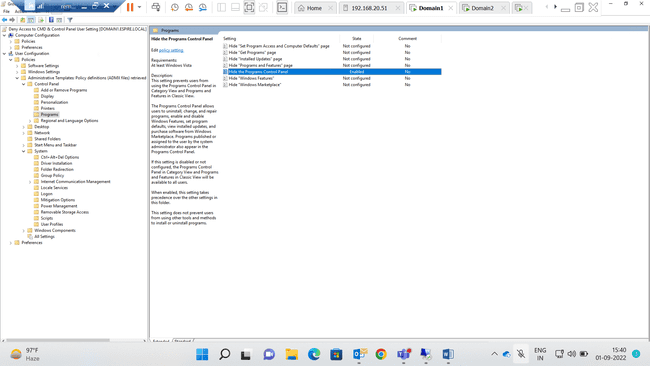 Home
192.168.20.51
Domain1
Domain2
File
Deny Access to CMD & Control Panel User Setting [DOMAIN1.ESPIRE.LOCAL]
Computer Configuration
Policies
Preferences
User Configuration
Policies
Software Settings
Windows Settings
Administrative Templates: Policy definitions (ADMX files) retrieved
Control Panel
Add or Remove Programs
Display
Personalization
Printers
Programs
Regional and Language Options
Desktop
Network
Shared Folders
Start Menu and Taskbar
System
Ctrl+Alt+Del Options
Driver Installation
Folder Redirection
Group Policy
Internet Communication Management
Locale Services
Logon
Mitigation Options
Power Management
Removable Storage Access
Scripts
User Profiles
Windows Components
All Settings
Preferences
Programs
Hide the Programs Control Panel
Edit policy setting.
Requirements:
At least Windows Vista
Description:
This setting prevents users from
using the Programs Control Panel in
Category View and Programs
and Features in Classic View.
The Programs Control Panel allows
users to uninstall, change, and repair
programs, enable and disable
Windows Features, set program
defaults, view installed updates, and
purchase software from Windows
Marketplace. Programs published or
assigned to the user by the system
administrator also appear in the
Programs Control Panel.
If this setting is disabled or not
configured, the Programs Control
Panel in Category View and Programs
and Features in Classic View will be
available to all users.
When enabled, this setting takes
precedence over the other settings in
this folder.
This setting does not prevent users
from using other tools and methods
to install or uninstall programs.
Setting State Comment
Hide "Set Program Access and Computer Defaults" page Not configured No
Hide "Get Programs" page Not configured No
Hide "Installed Updates" page Not configured No
Hide "Programs and Features" page Not configured No
Hide the Programs Control Panel Enabled No
Hide "Windows Features" Not configured No
Hide "Windows Marketplace" Not configured No
Extended Standard
97°F
Haze
ENG
IN
15:40
01-09-2022